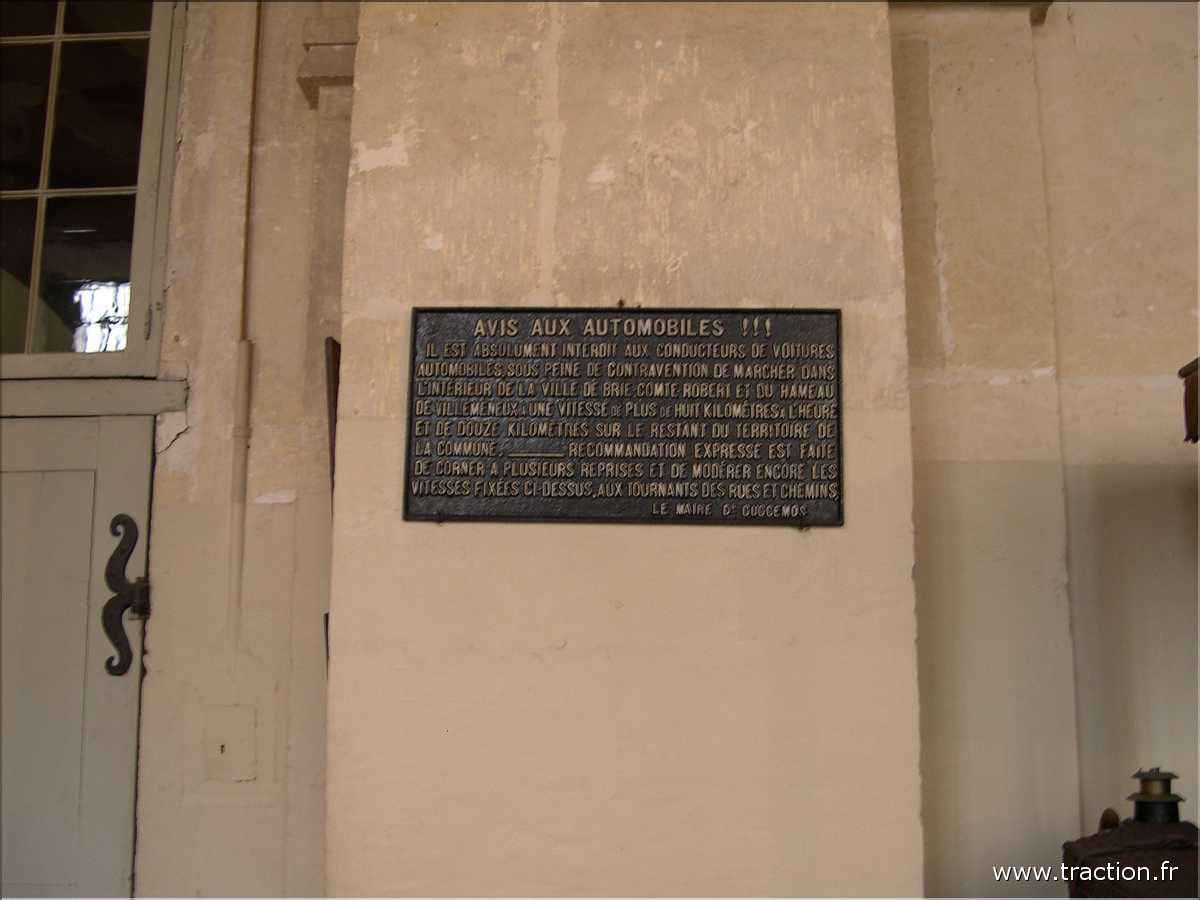 AVIS AUX AUTOMOBILES !!!
IL EST ABSOLUMENT INTERDIT AUX CONDUCTEURS DE VOITURES
AUTOMOBILES, SOUS PEINE DE CONTRAVENTION DE MARCHER DANS
L'INTÉRIEUR DE LA VILLE DE BRIE-COMTE-ROBERT ET DU HAMEAU
DE VILLEMENEUX A UNE VITESSE DE PLUS DE HUIT KILOMÈTRES A L'HEURE
ET DE DOUZE KILOMÈTRES SUR LE RESTANT DU TERRITOIRE DE
LA COMMUNE. ——— RECOMMANDATION EXPRESSE EST FAITE
DE CORNER A PLUSIEURS REPRISES ET DE MODÉRER ENCORE LES
VITESSES FIXÉES CI-DESSUS, AUX TOURNANTS DES RUES ET CHEMINS
LE MAIRE
www.traction.fr